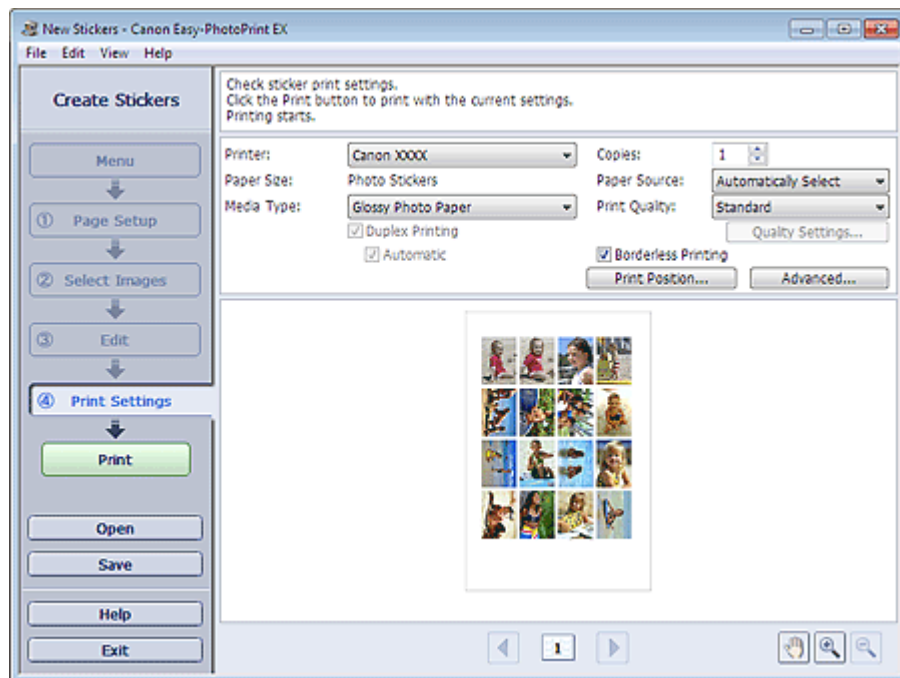 New Stickers - Canon Easy-PhotoPrint EX
File Edit View Help
Create Stickers
Menu
① Page Setup
② Select Images
③ Edit
④ Print Settings
Print
Open
Save
Help
Exit
Check sticker print settings.
Click the Print button to print with the current settings.
Printing starts.
Printer: Canon XXXX Copies: 1
Paper Size: Photo Stickers Paper Source: Automatically Select
Media Type: Glossy Photo Paper Print Quality: Standard
Duplex Printing Quality Settings...
Automatic Borderless Printing
Print Position... Advanced...
1